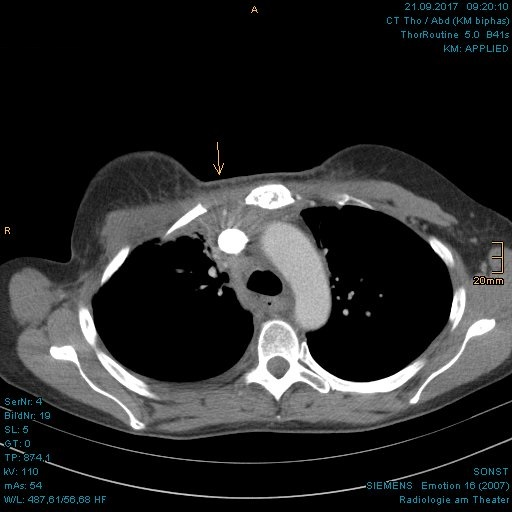 21.09.2017 09:20:10
CT Tho / Abd (KM biphas)
ThorRoutine 5.0 B41s
KM: APPLIED
A
R
20mm
SerNr: 4
BildNr: 19
SL: 5
GT: 0
TP: 874,1
kV: 110
mAs: 54
W/L: 487,61/56,68 HF
SONST
SIEMENS Emotion 16 (2007)
Radiologie am Theater